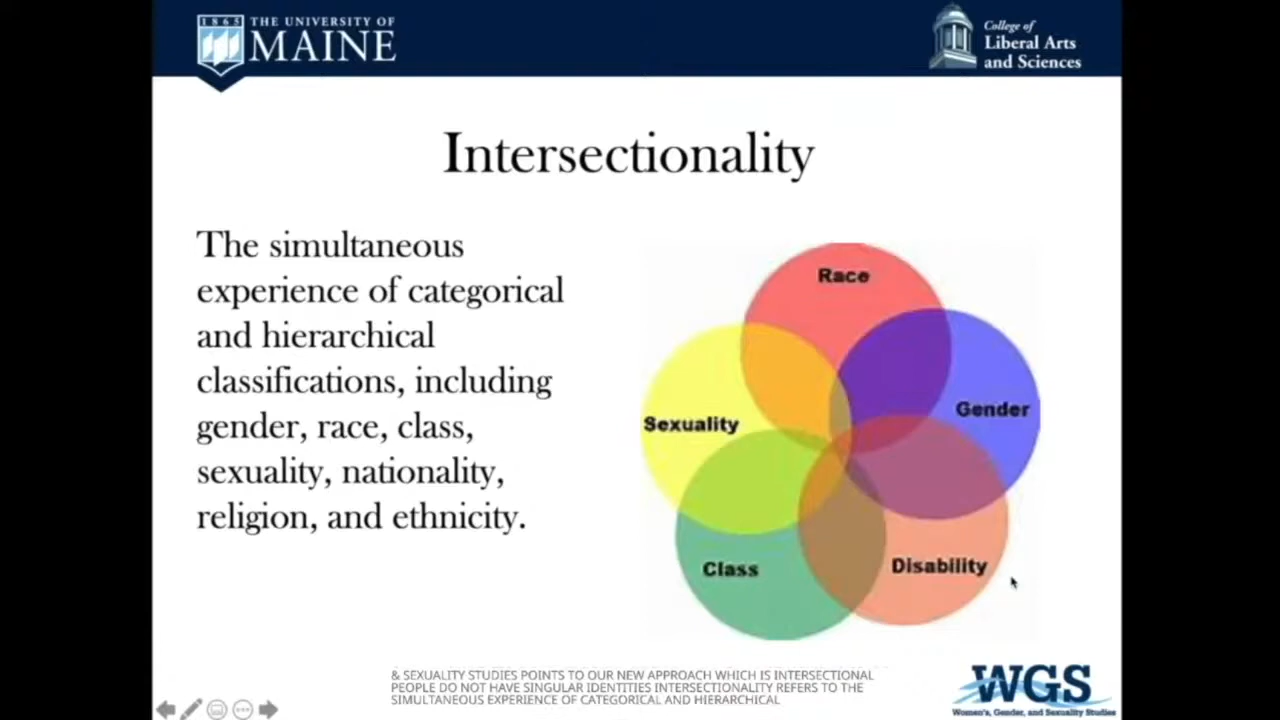 1865
THE UNIVERSITY OF
MAINE
College of
Liberal Arts
and Sciences
Intersectionality
The simultaneous
experience of categorical
and hierarchical
classifications, including
gender, race, class,
sexuality, nationality,
religion, and ethnicity.
Race
Gender
Sexuality
Class
Disability
& SEXUALITY STUDIES POINTS TO OUR NEW APPROACH WHICH IS INTERSECTIONAL
PEOPLE DO NOT HAVE SINGULAR IDENTITIES INTERSECTIONALITY REFERS TO THE
SIMULTANEOUS EXPERIENCE OF CATEGORICAL AND HIERARCHICAL
WGS
Women's, Gender, and Sexuality Studies